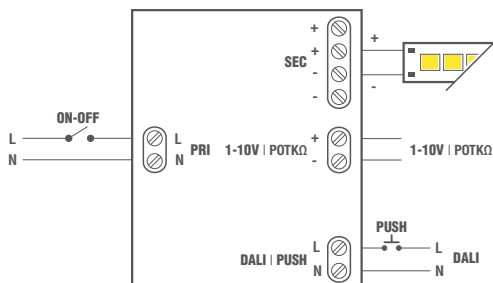 +
+ +
SEC
-
- -
ON-OFF
L L + 
N N PRI 1-10V | POTKΩ - 1-10V | POTKΩ
PUSH
L L
DALI | PUSH DALI
N N